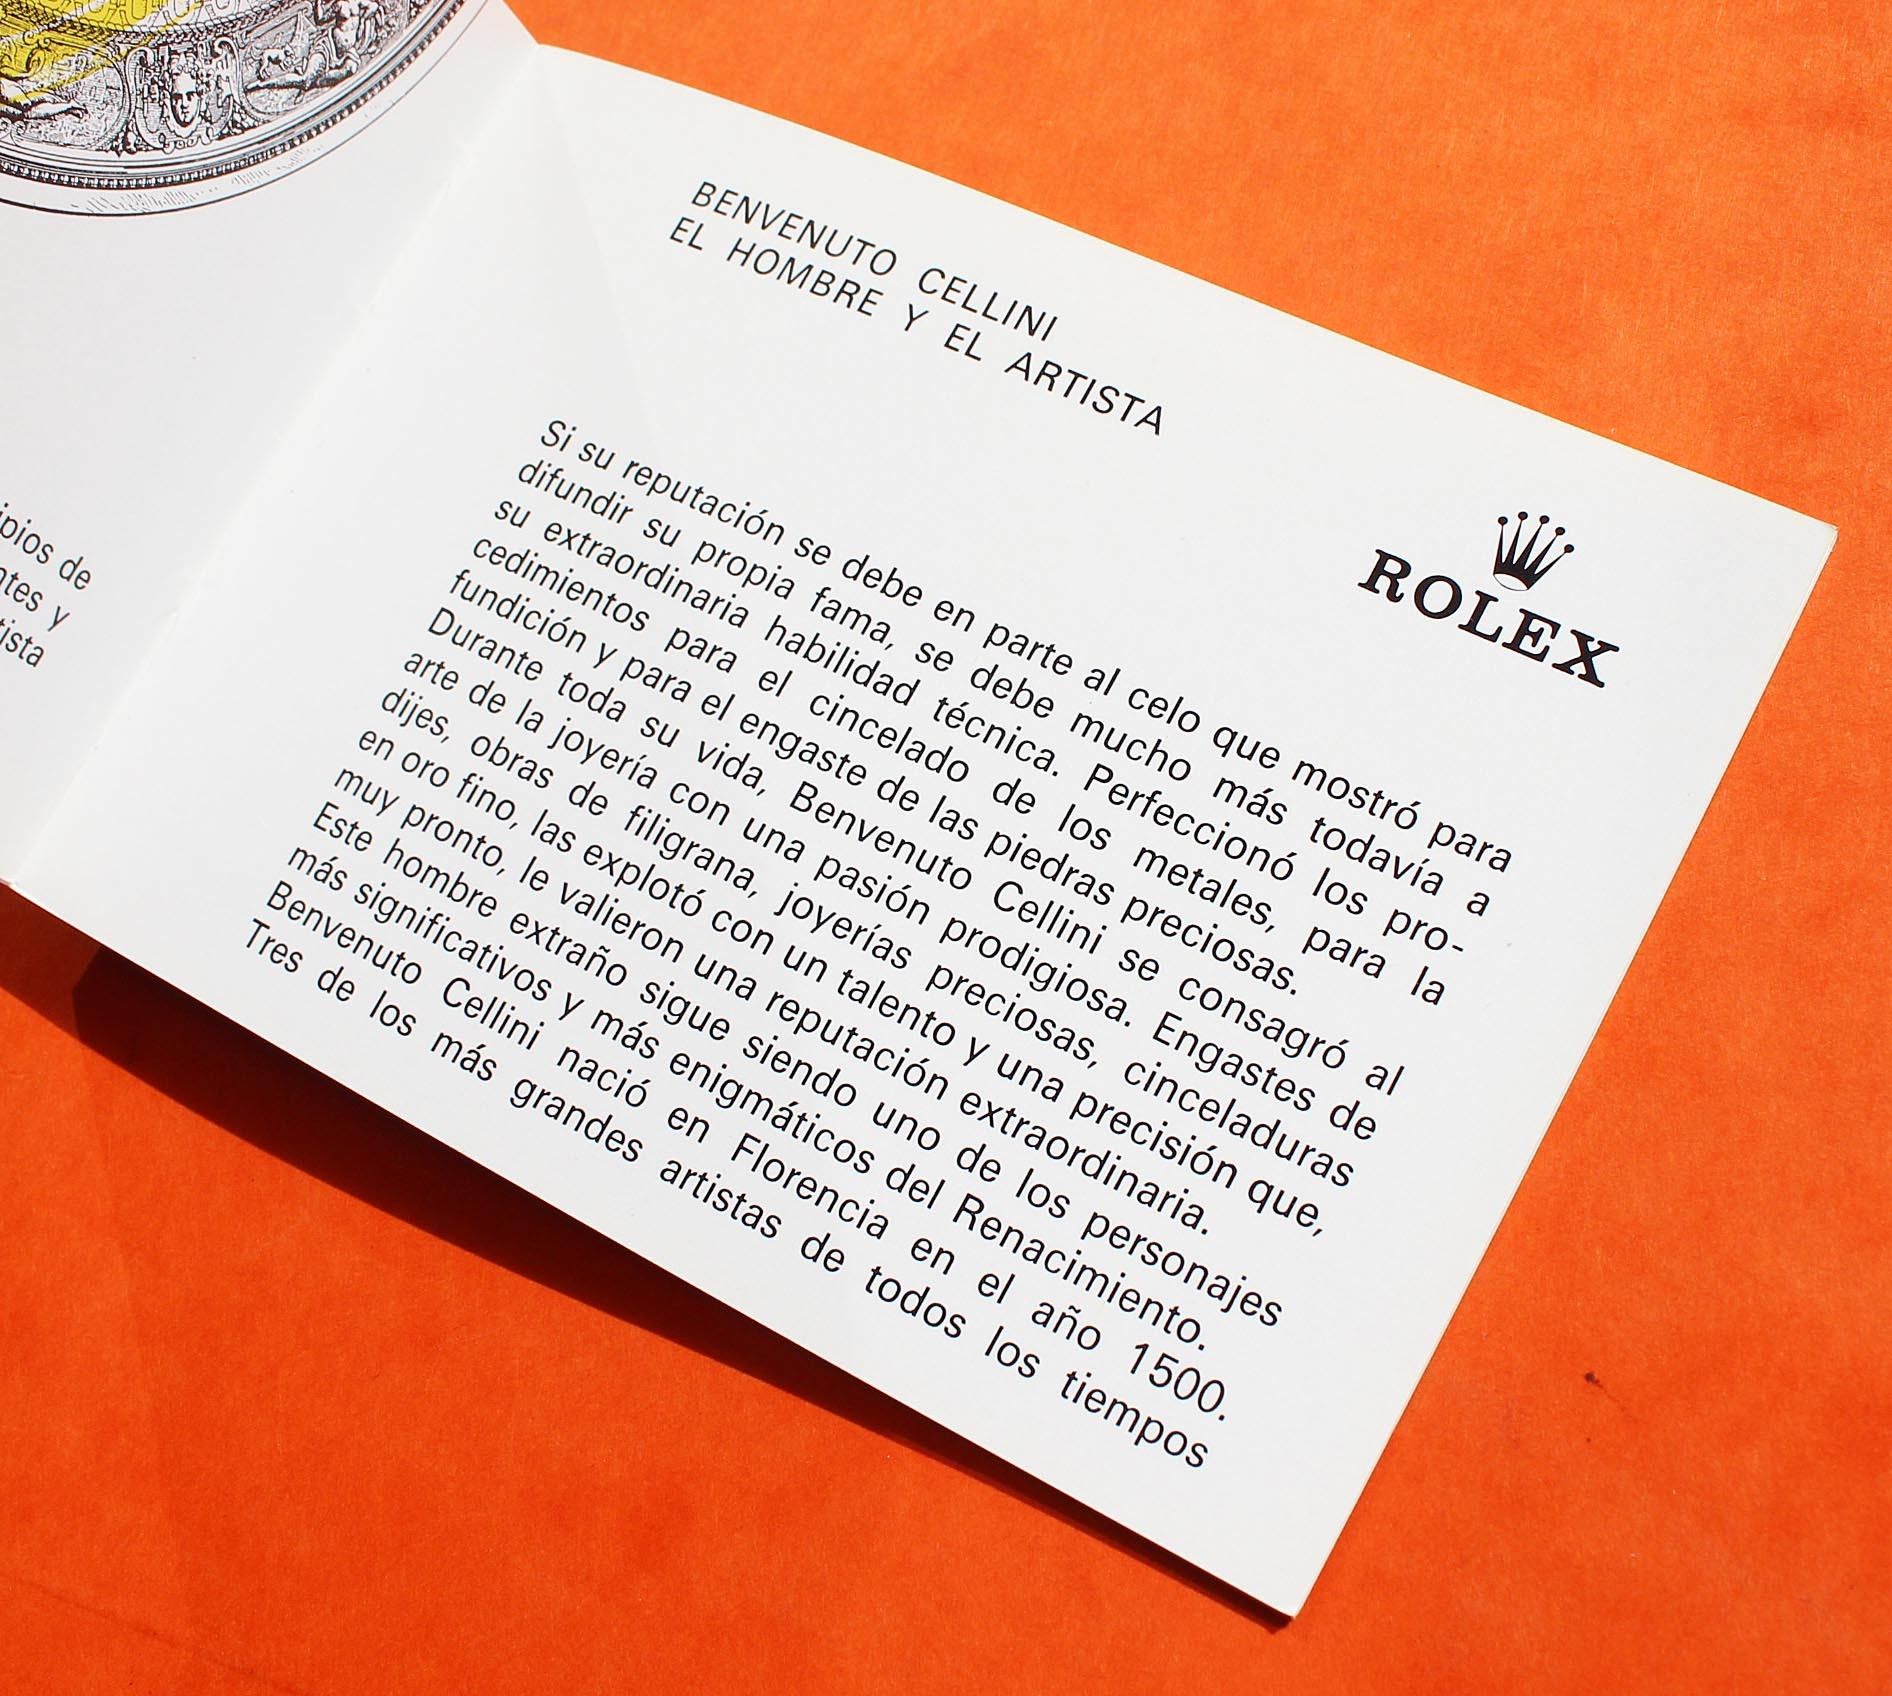 de
y
BENVENUTO CELLINI
EL HOMBRE Y EL ARTISTA
ROLEX
Si su reputación se debe en parte al celo que mostró para
difundir su propia fama, se debe mucho más todavía a
su extraordinaria habilidad técnica. Perfeccionó los pro-
cedimientos para el cincelado de los metales, para la
fundición y para el engaste de las piedras preciosas.
Durante toda su vida, Benvenuto Cellini se consagró al
arte de la joyería con una pasión prodigiosa. Engastes de
dijes, obras de filigrana, joyerías preciosas, cinceladuras
en oro fino, las explotó con un talento y una precisión que,
muy pronto, le valieron una reputación extraordinaria.
Este hombre extraño sigue siendo uno de los personajes
más significativos y más enigmáticos del Renacimiento.
Benvenuto Cellini nació en Florencia en el año 1500.
Tres de los más grandes artistas de todos los tiempos